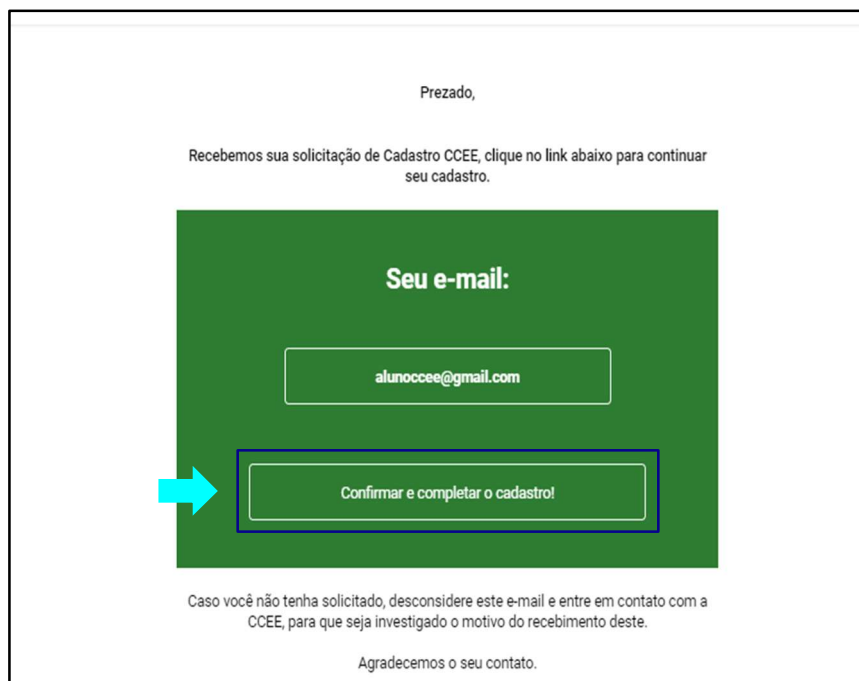 Prezado,
Recebemos sua solicitação de Cadastro CCEE, clique no link abaixo para continuar
seu cadastro.
Seu e-mail:
alunoccee@gmail.com
Confirmar e completar o cadastro!
Caso você não tenha solicitado, desconsidere este e-mail e entre em contato com a
CCEE, para que seja investigado o motivo do recebimento deste.
Agradecemos o seu contato.